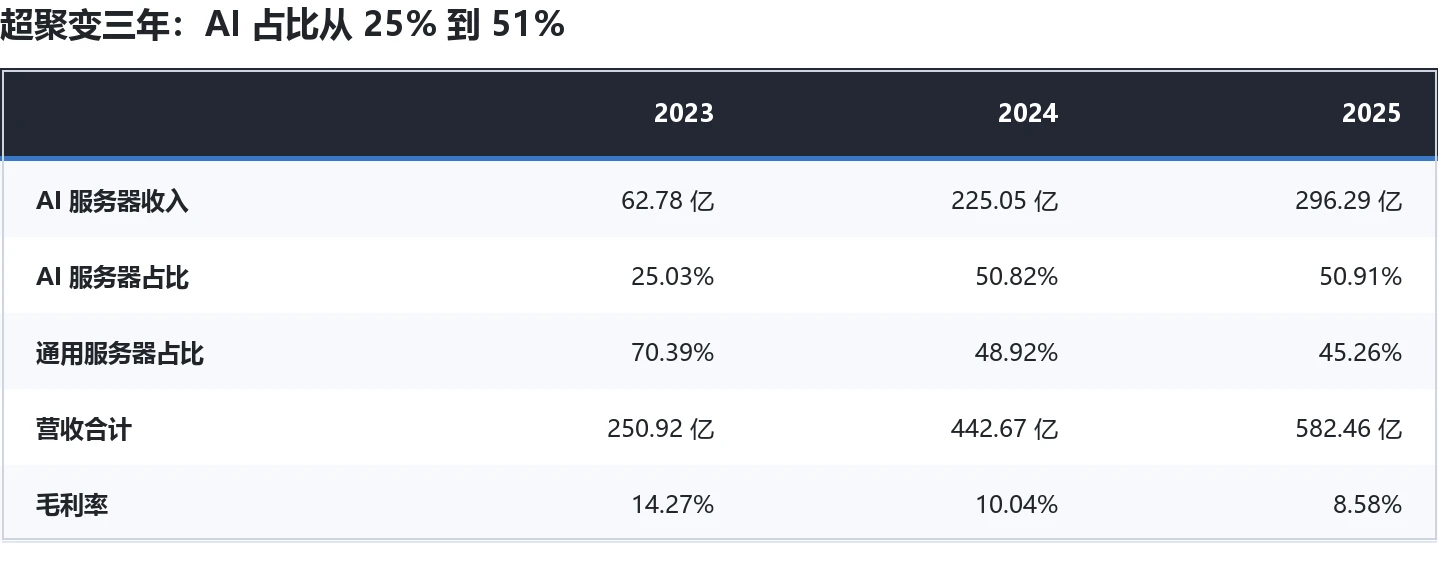 超聚变三年：AI 占比从 25% 到 51%
2023 2024 2025
AI 服务器收入 62.78 亿 225.05 亿 296.29 亿
AI 服务器占比 25.03% 50.82% 50.91%
通用服务器占比 70.39% 48.92% 45.26%
营收合计 250.92 亿 442.67 亿 582.46 亿
毛利率 14.27% 10.04% 8.58%